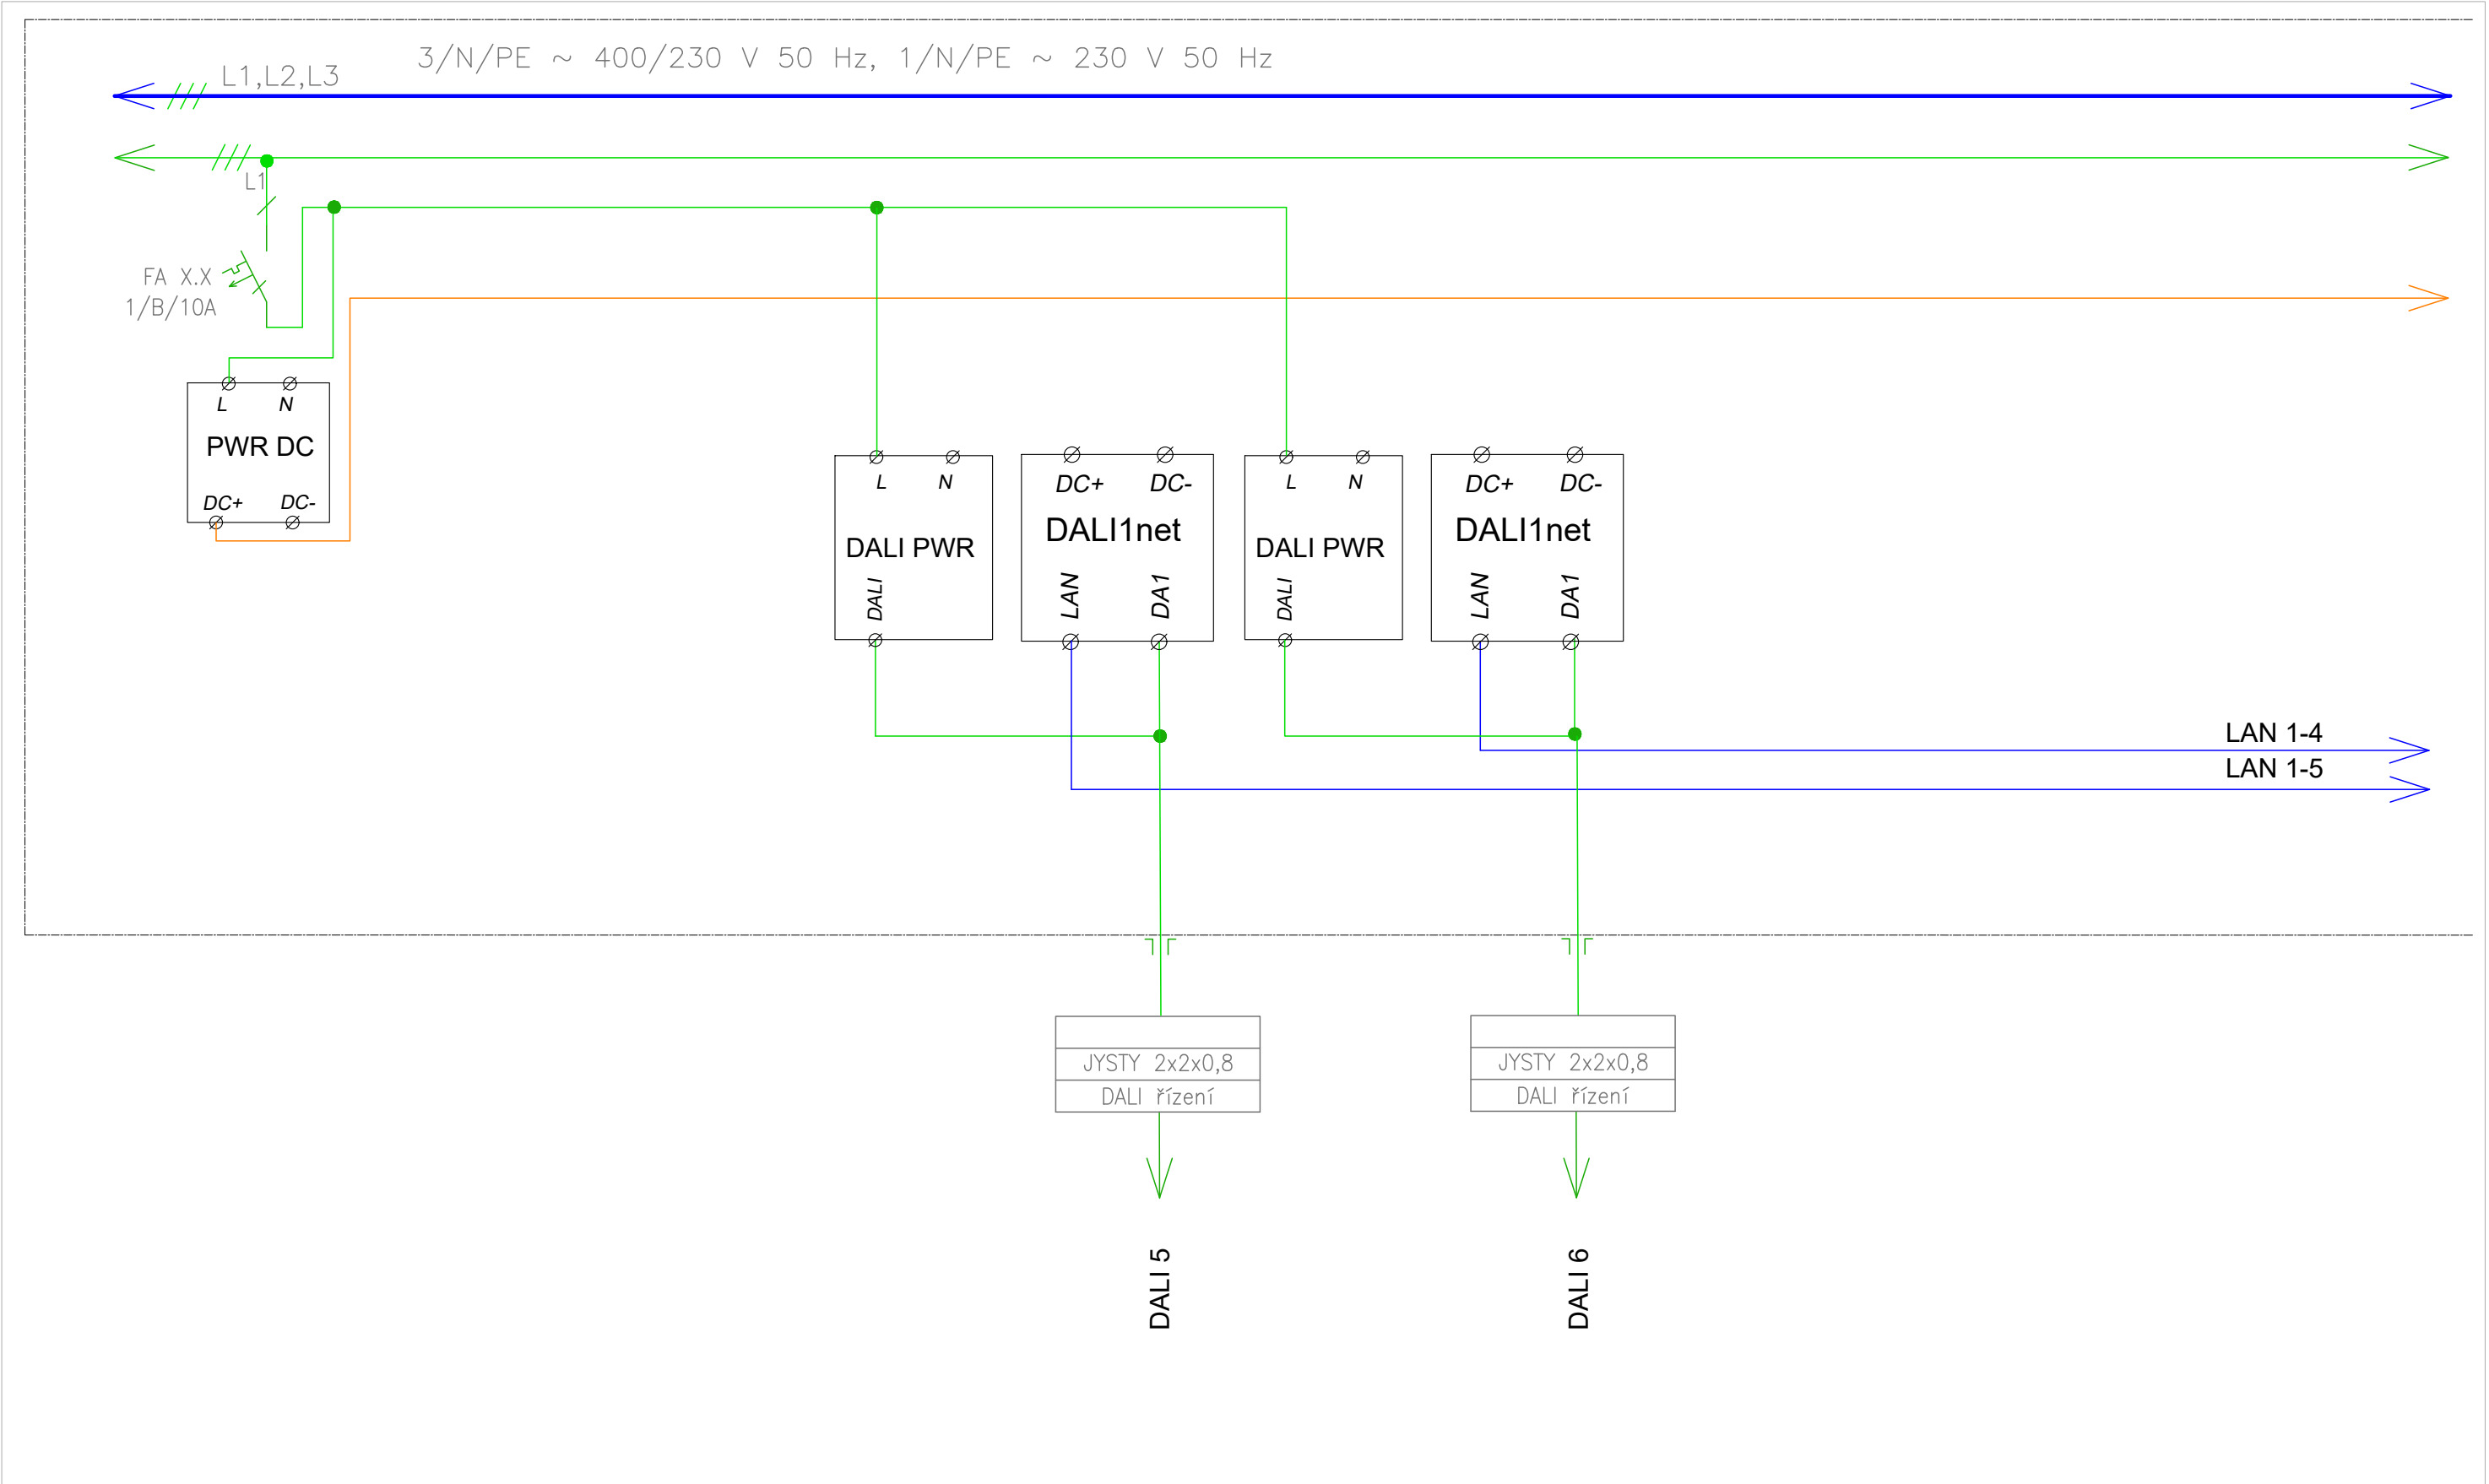 3/N/PE ~ 400/230 V 50 Hz, 1/N/PE ~ 230 V 50 Hz
L1,L2,L3
L1
FA X.X
1/B/10A
L N
PWR DC
DC+ DC-
L N
DALI PWR
DALI
DC+ DC-
DALI1net
LAN DA1
L N
DALI PWR
DALI
DC+ DC-
DALI1net
LAN DA1
LAN 1-4
LAN 1-5
JYSTY 2x2x0,8
DALI řízení
JYSTY 2x2x0,8
DALI řízení
DALI 5
DALI 6